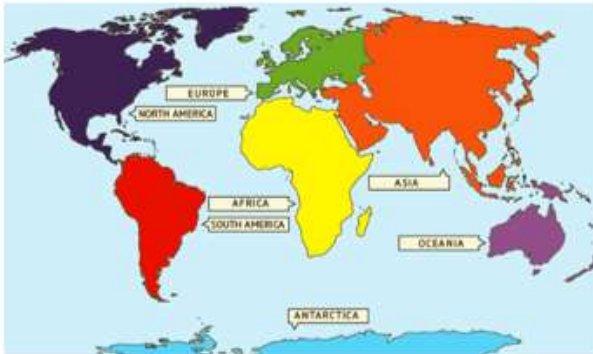 EUROPE
NORTH AMERICA
ASIA
AFRICA
SOUTH AMERICA
OCEANIA
ANTARCTICA